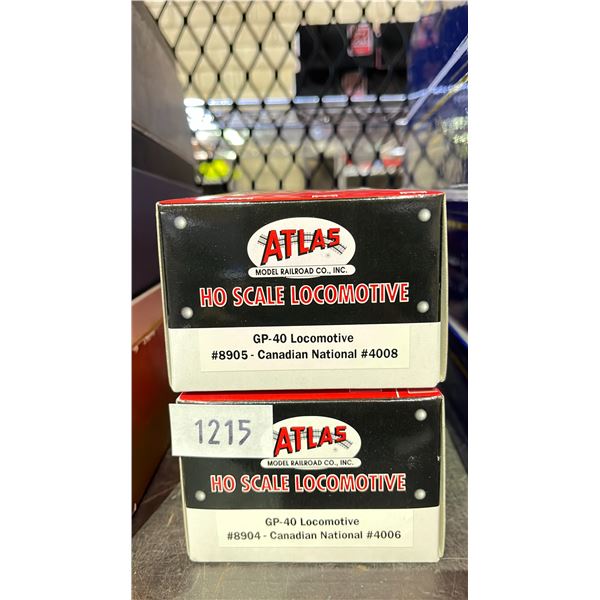 ATLAS
MODEL RAILROAD CO., INC.
HO SCALE LOCOMOTIVE
GP-40 Locomotive
#8905 - Canadian National #4008
1215
ATLAS
MODEL RAILROAD CO., INC.
HO SCALE LOCOMOTIVE
GP-40 Locomotive
#8904 - Canadian National #4006